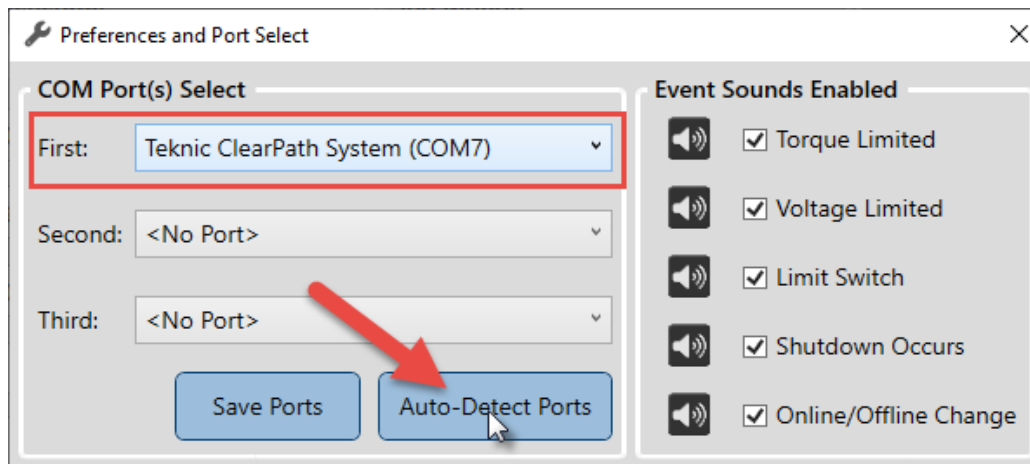 Preferences and Port Select
COM Port(s) Select
First: Teknic ClearPath System (COM7)
Second: <No Port>
Third: <No Port>
Save Ports Auto-Detect Ports
Event Sounds Enabled
Torque Limited
Voltage Limited
Limit Switch
Shutdown Occurs
Online/Offline Change